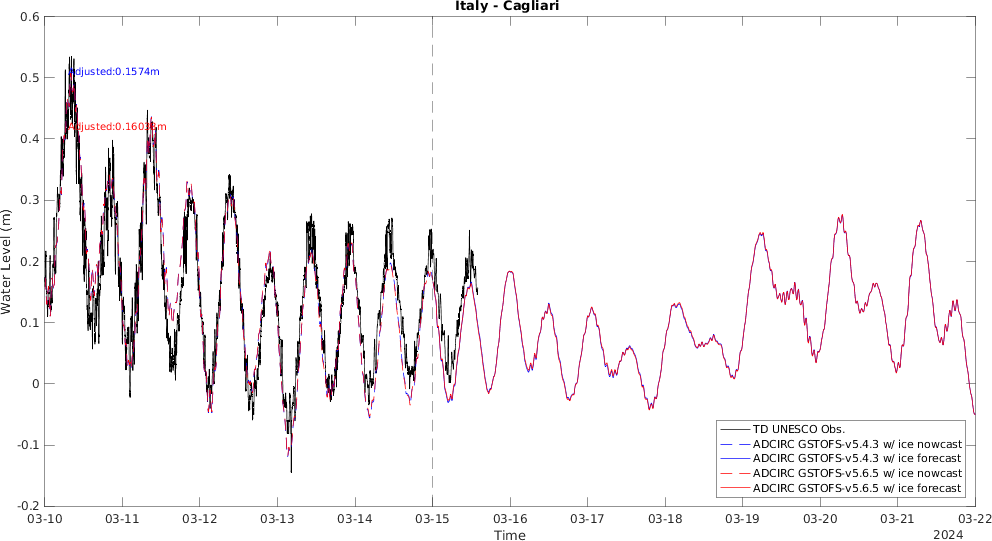 Italy - Cagliari
Water Level (m)
0.6
0.5
0.4
0.3
0.2
0.1
0
-0.1
-0.2
Adjusted:0.1574m
03-10
03-11
03-12
03-13
03-14
03-15
03-16
03-17
03-18
03-19
03-20
03-21
03-22
Time
2024
TD UNESCO Obs.
ADCIRC GSTOFS-v5.4.3 w/ ice nowcast
ADCIRC GSTOFS-v5.4.3 w/ ice forecast
ADCIRC GSTOFS-v5.6.5 w/ ice nowcast
ADCIRC GSTOFS-v5.6.5 w/ ice forecast